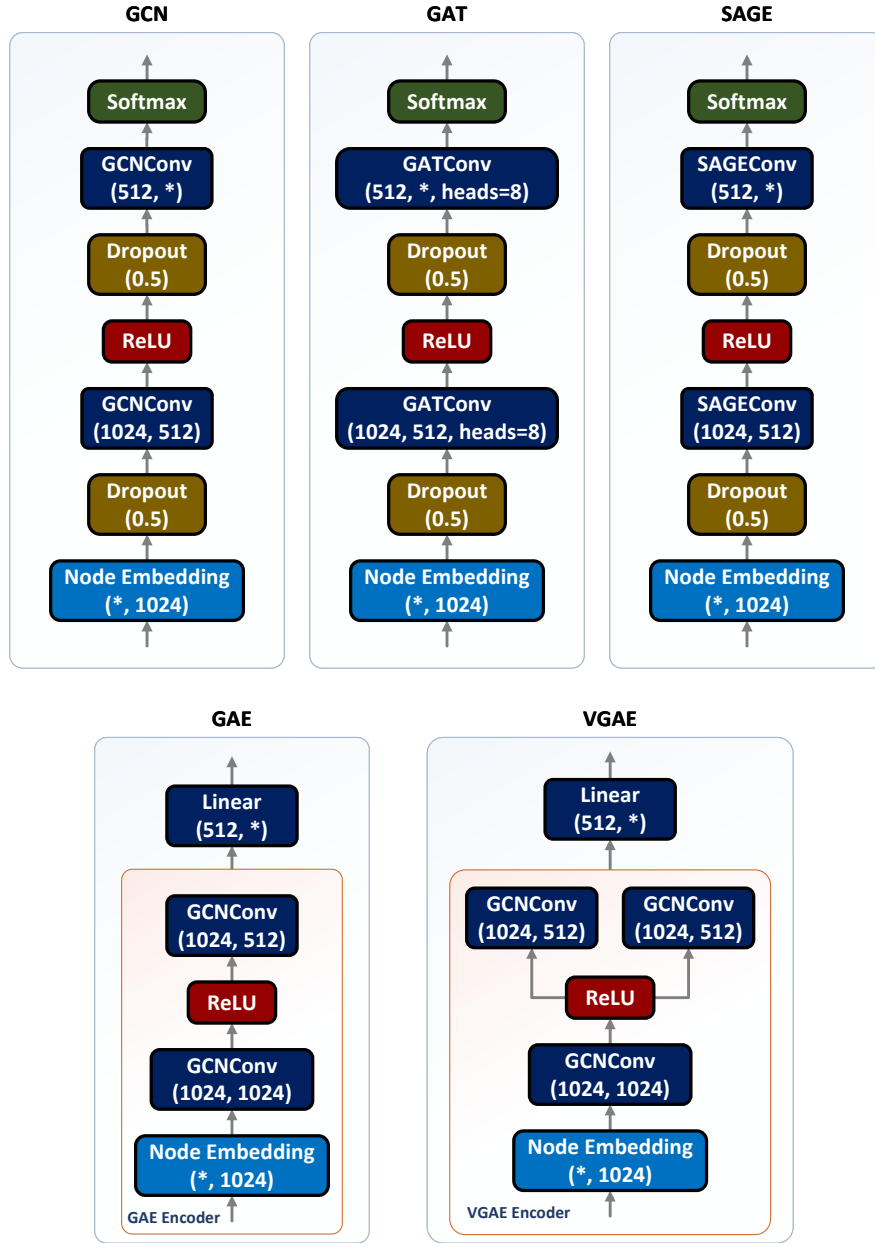 GCN
Softmax
GCNConv
(512, *)
Dropout
(0.5)
ReLU
GCNConv
(1024, 512)
Dropout
(0.5)
Node Embedding
(*, 1024)
GAT
Softmax
GATConv
(512, *, heads=8)
Dropout
(0.5)
ReLU
GATConv
(1024, 512, heads=8)
Dropout
(0.5)
Node Embedding
(*, 1024)
SAGE
Softmax
SAGEConv
(512, *)
Dropout
(0.5)
ReLU
SAGEConv
(1024, 512)
Dropout
(0.5)
Node Embedding
(*, 1024)
GAE
Linear
(512, *)
GCNConv
(1024, 512)
ReLU
GCNConv
(1024, 1024)
Node Embedding
(*, 1024)
GAE Encoder
VGAE
Linear
(512, *)
GCNConv
(1024, 512)
GCNConv
(1024, 512)
ReLU
GCNConv
(1024, 1024)
Node Embedding
(*, 1024)
VGAE Encoder